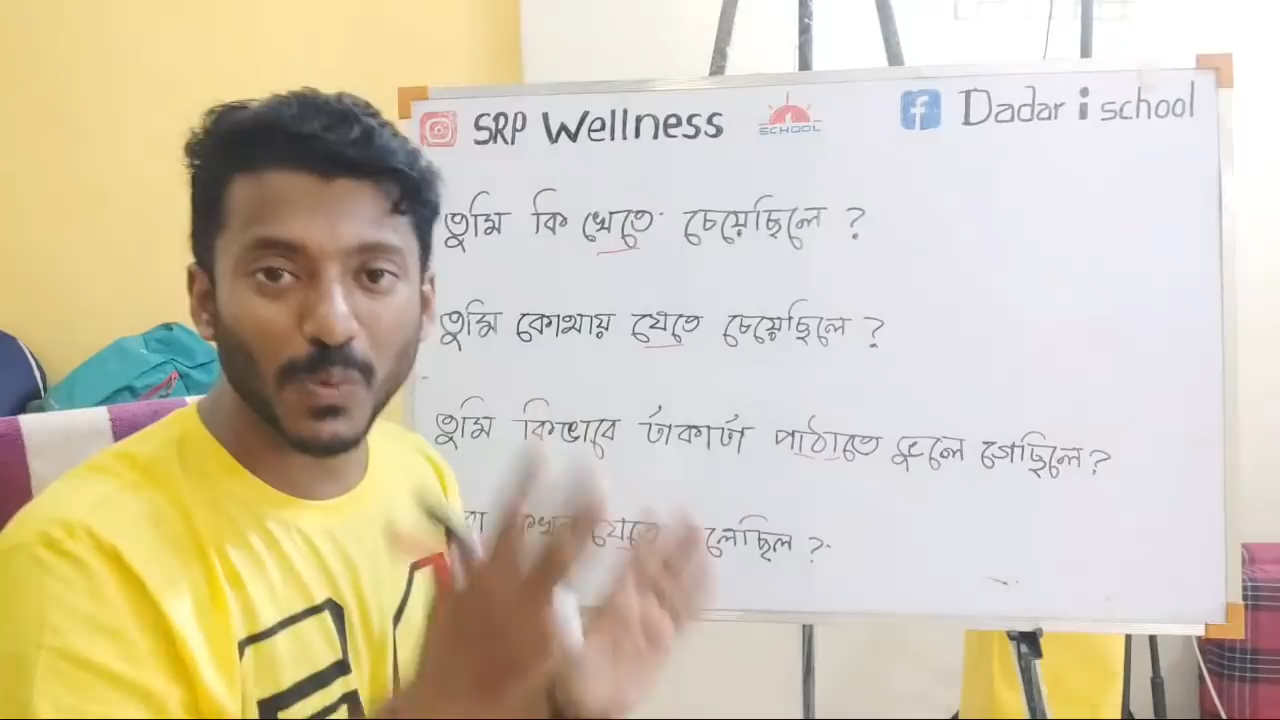 SRP Wellness SCHOOL Dadar i school
তুমি কি খেতে চেয়েছিলে ?
তুমি কোথায় যেতে চেয়েছিলে ?
তুমি কিভাবে টাকাটা পাঠাতে ভুলে গেছিলে ?
যেতে ?